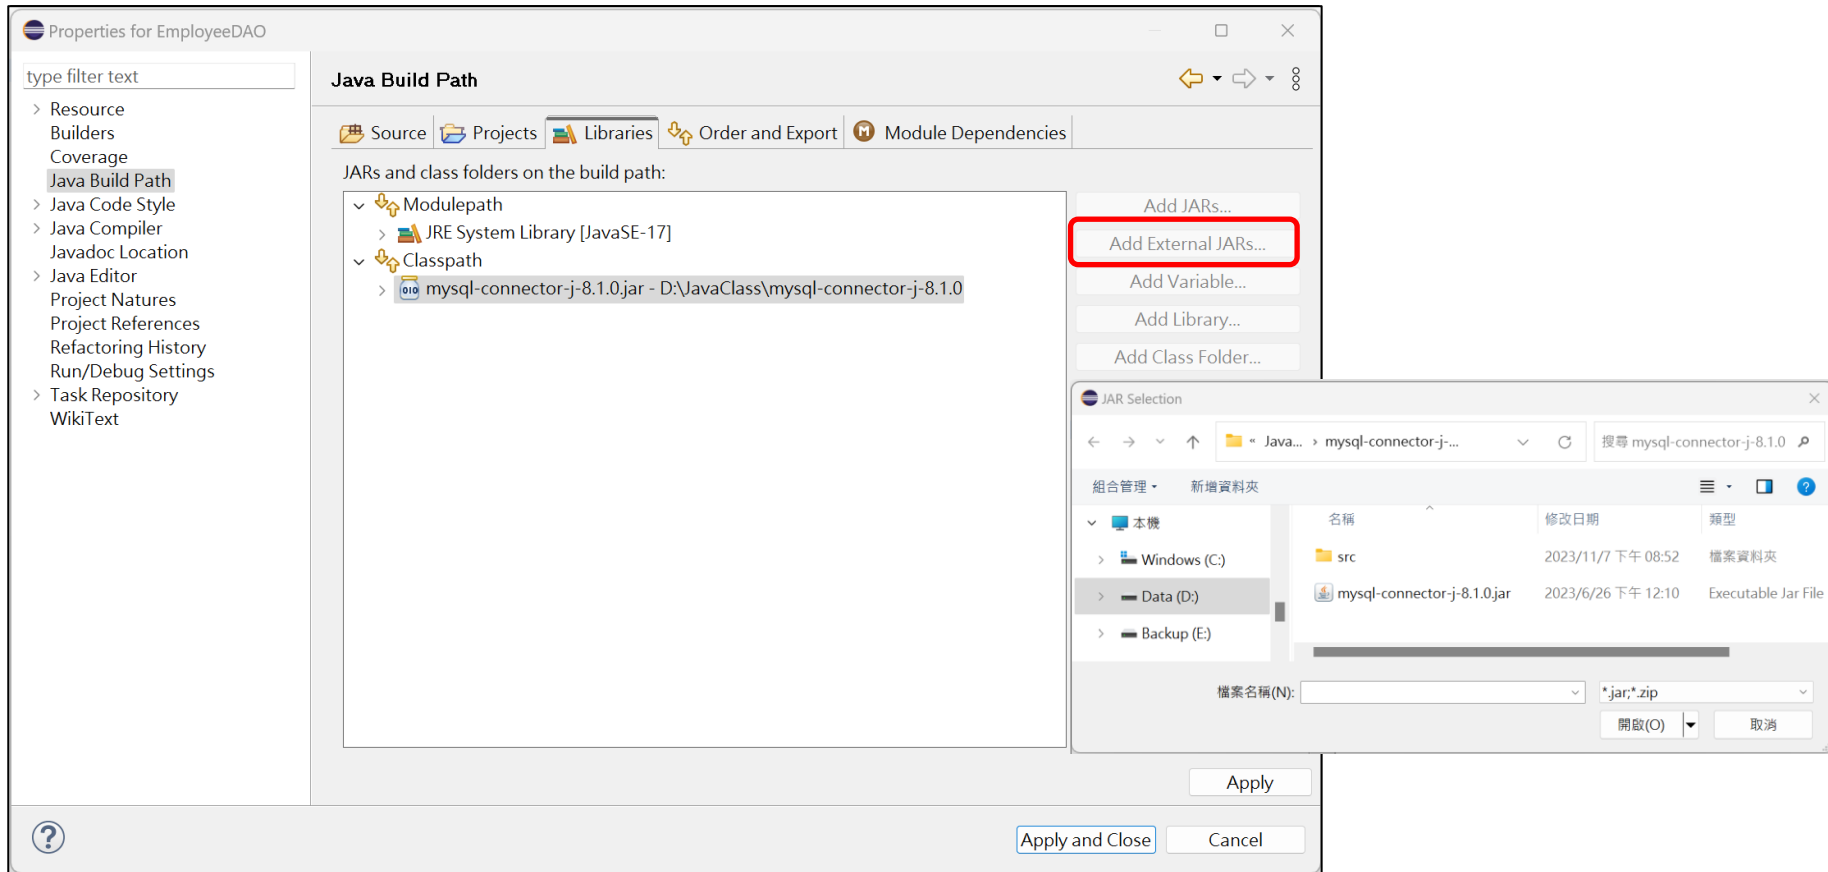 Properties for EmployeeDAO
type filter text
Resource
Builders
Coverage
Java Build Path
Java Code Style
Java Compiler
Javadoc Location
Java Editor
Project Natures
Project References
Refactoring History
Run/Debug Settings
Task Repository
WikiText
Java Build Path
Source Projects Libraries Order and Export Module Dependencies
JARs and class folders on the build path:
Modulepath
JRE System Library [JavaSE-17]
Classpath
010 mysql-connector-j-8.1.0.jar - D:\JavaClass\mysql-connector-j-8.1.0
Add JARs...
Add External JARs...
Add Variable...
Add Library...
Add Class Folder...
JAR Selection
« Java... › mysql-connector-j-...
搜尋 mysql-connector-j-8.1.0
組合管理 新增資料夾
本機
Windows (C:)
Data (D:)
Backup (E:)
名稱 修改日期 類型
src 2023/11/7 下午 08:52 檔案資料夾
mysql-connector-j-8.1.0.jar 2023/6/26 下午 12:10 Executable Jar File
檔案名稱(N): *.jar;*.zip
開啟(O) 取消
Apply
Apply and Close Cancel